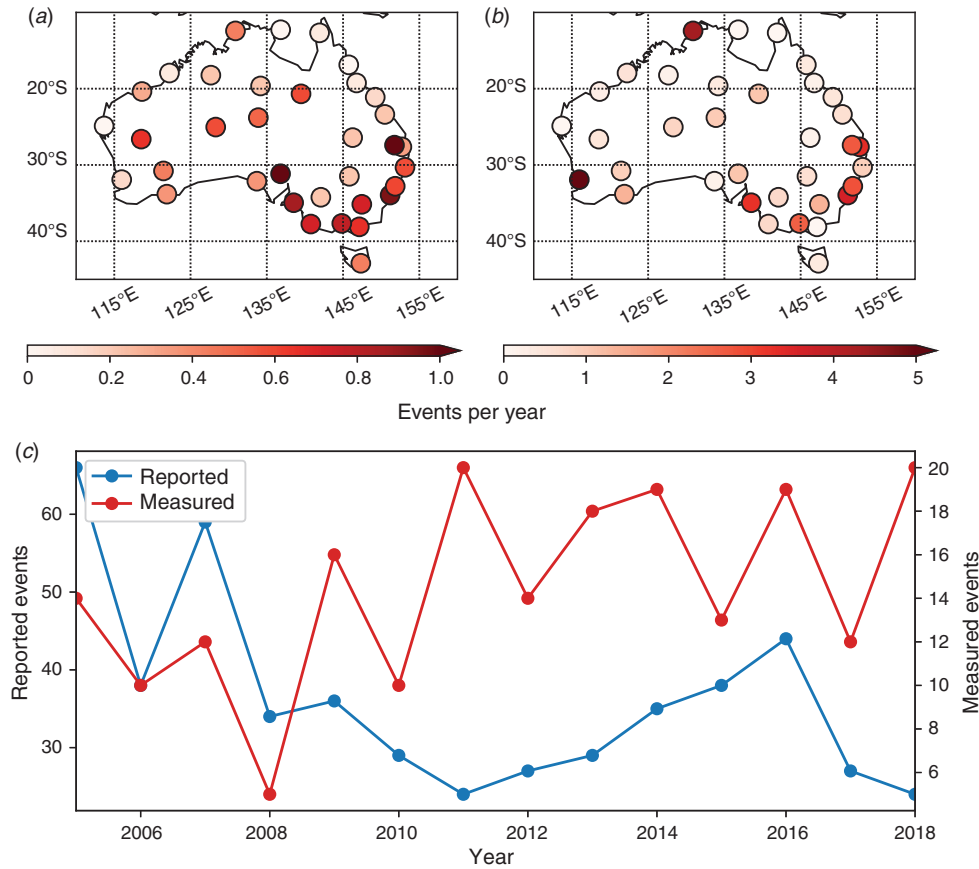 (a)
(b)
20°S
30°S
40°S
20°S
30°S
40°S
115°E 125°E 135°E 145°E 155°E
115°E 125°E 135°E 145°E 155°E
0 0.2 0.4 0.6 0.8 1.0
0 1 2 3 4 5
Events per year
(c)
Reported
Measured
Reported events
60
50
40
30
20
18
16
14
12
10
8
6
Measured events
2006 2008 2010 2012 2014 2016 2018
Year